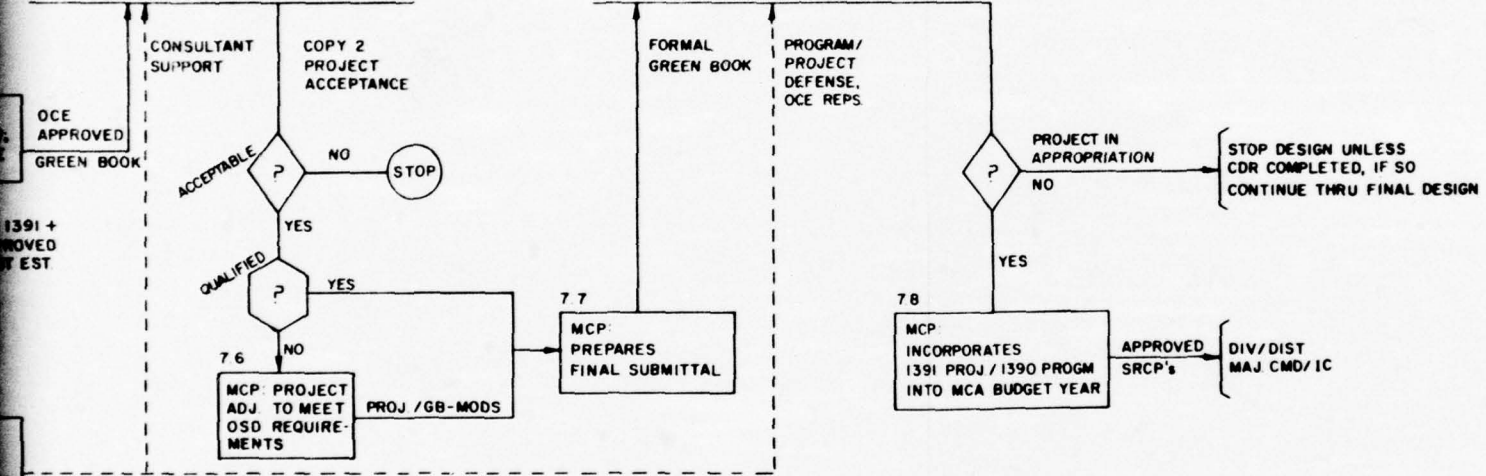 CONSULTANT
SUPPORT
COPY 2
PROJECT
ACCEPTANCE
FORMAL
GREEN BOOK
PROGRAM/
PROJECT
DEFENSE,
OCE REPS.
OCE
APPROVED
GREEN BOOK
ACCEPTABLE
?
NO
STOP
YES
?
PROJECT IN
APPROPRIATION
NO
STOP DESIGN UNLESS
CDR COMPLETED, IF SO
CONTINUE THRU FINAL DESIGN
1391 +
EST.
QUALIFIED
?
YES
NO
YES
7.6
MCP: PROJECT
ADJ. TO MEET
OSD REQUIRE-
MENTS
PROJ./GB-MODS
7.7
MCP:
PREPARES
FINAL SUBMITTAL
7.8
MCP:
INCORPORATES
1391 PROJ / 1390 PROGM
INTO MCA BUDGET YEAR
APPROVED
SRCP's
DIV/DIST
MAJ. CMD/IC